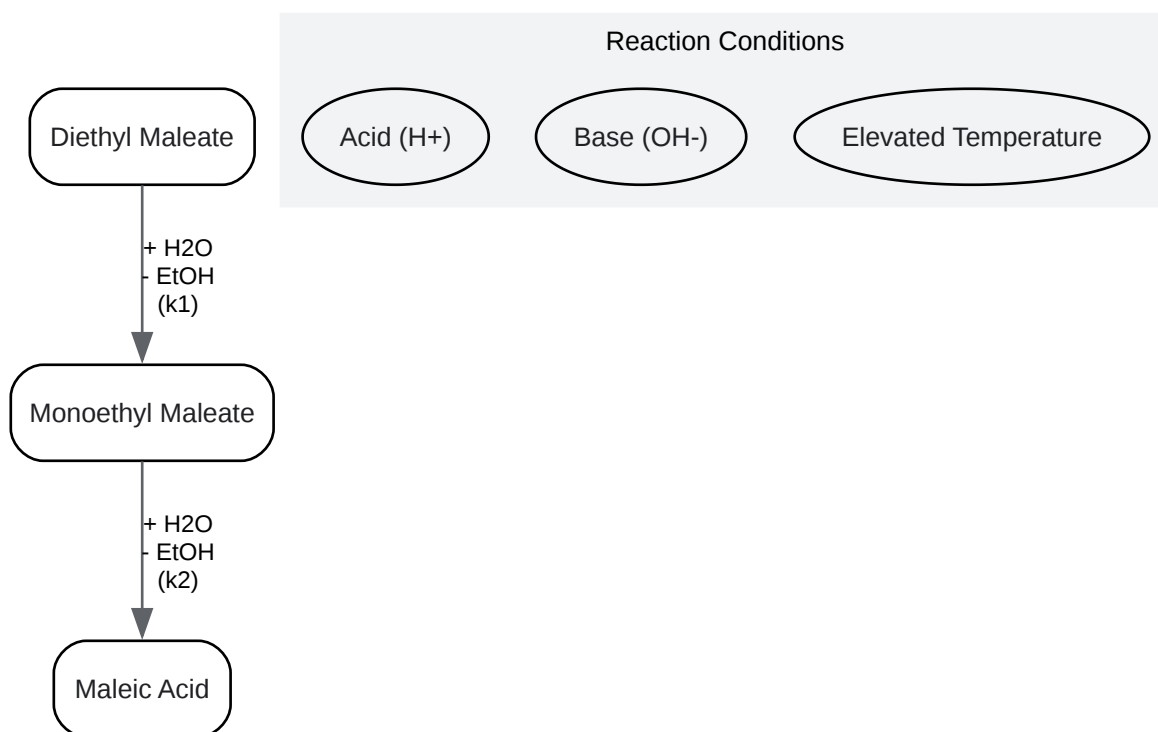 Reaction Conditions
Diethyl Maleate
Acid (H+)
Base (OH-)
Elevated Temperature
+ H2O
- EtOH
(k1)
Monoethyl Maleate
+ H2O
- EtOH
(k2)
Maleic Acid